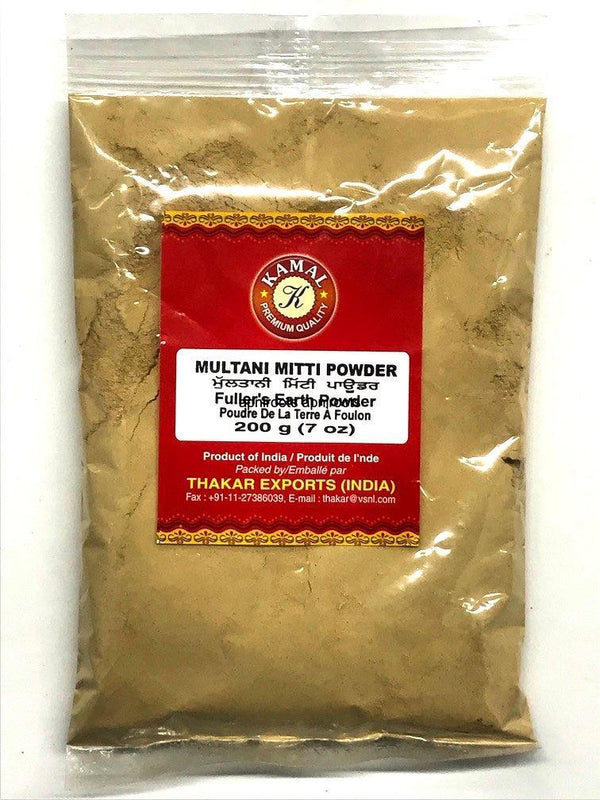 KAMAL
K
PREMIUM QUALITY
MULTANI MITTI POWDER
ਮੁੱਲਤਾਨੀ ਮਿੱਟੀ ਪਾਊਡਰ
Fuller's Earth Powder
Poudre De La Terre A Foulon
200 g (7 oz)
Product of India / Produit de l'nde
Packed by/Emballé par
THAKAR EXPORTS (INDIA)
Fax : +91-11-27386039, E-mail : thakar@vsnl.com